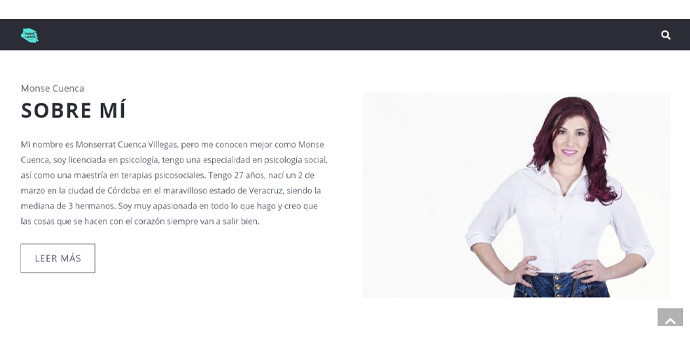 Monse Cuenca
SOBRE MÍ
Mi nombre es Monserrat Cuenca Villegas, pero me conocen mejor como Monse
Cuenca, soy licenciada en psicología, tengo una especialidad en psicología social,
así como una maestría en terapias psicosociales. Tengo 27 años, nací un 2 de
marzo en la ciudad de Córdoba en el maravilloso estado de Veracruz, siendo la
mediana de 3 hermanos. Soy muy apasionada en todo lo que hago y creo que
las cosas que se hacen con el corazón siempre van a salir bien.
LEER MÁS